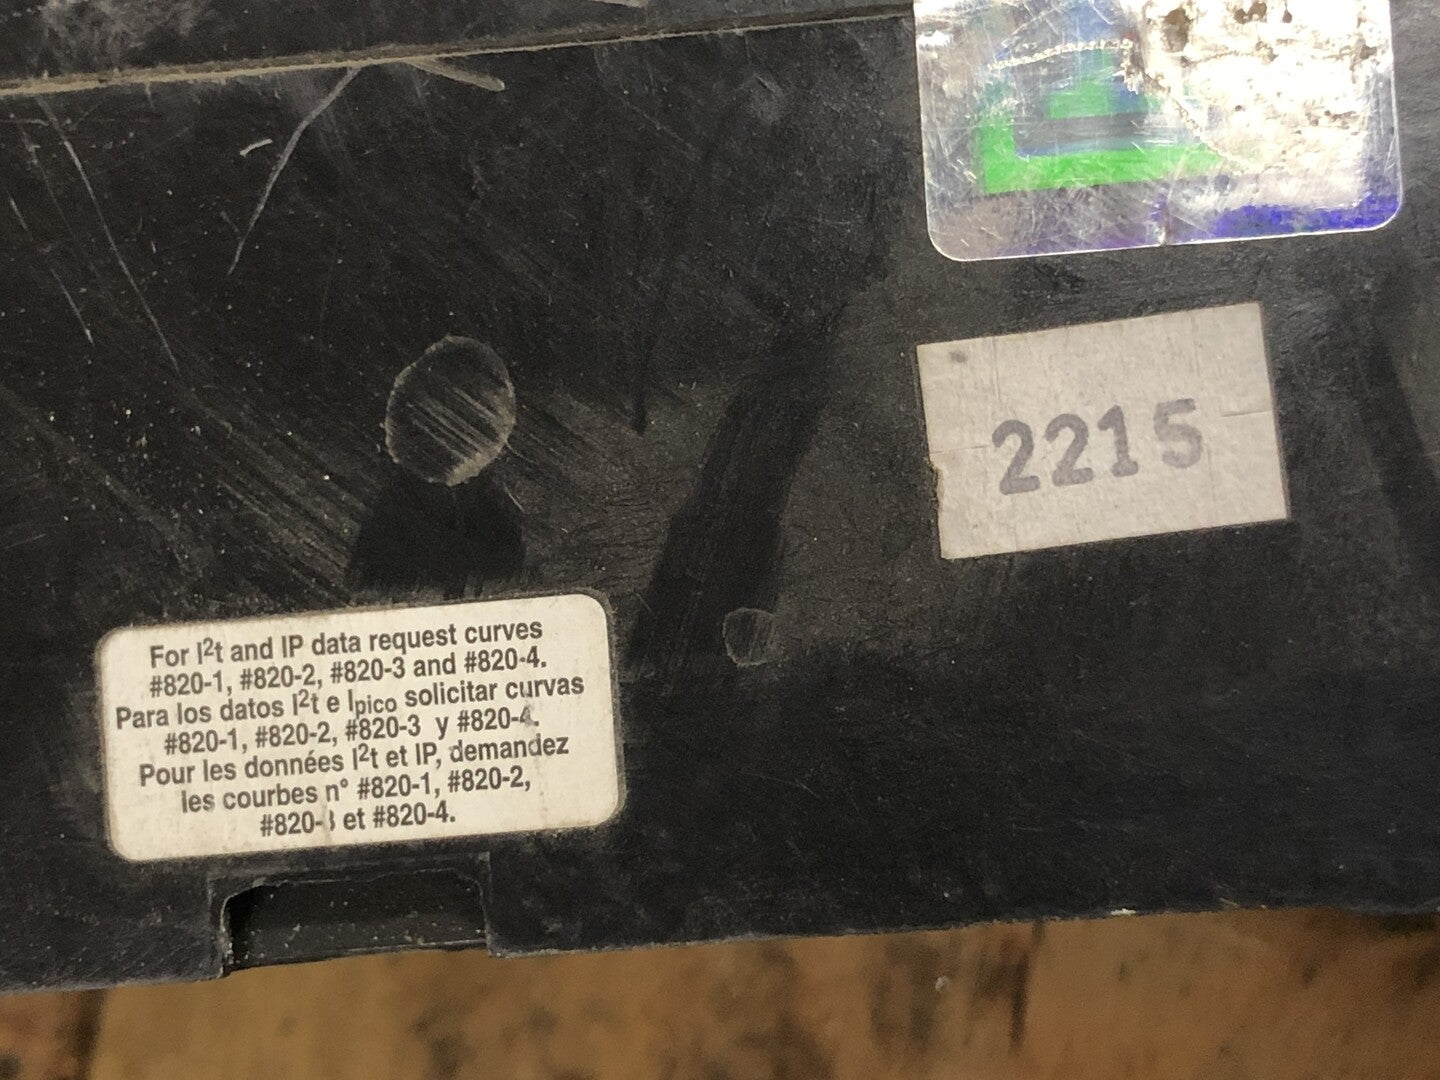 2215
For I²t and IP data request curves
#820-1, #820-2, #820-3 and #820-4.
Para los datos I²t e Ipico solicitar curvas
#820-1, #820-2, #820-3 y #820-4.
Pour les données I²t et IP, demandez
les courbes n° #820-1, #820-2,
#820-3 et #820-4.